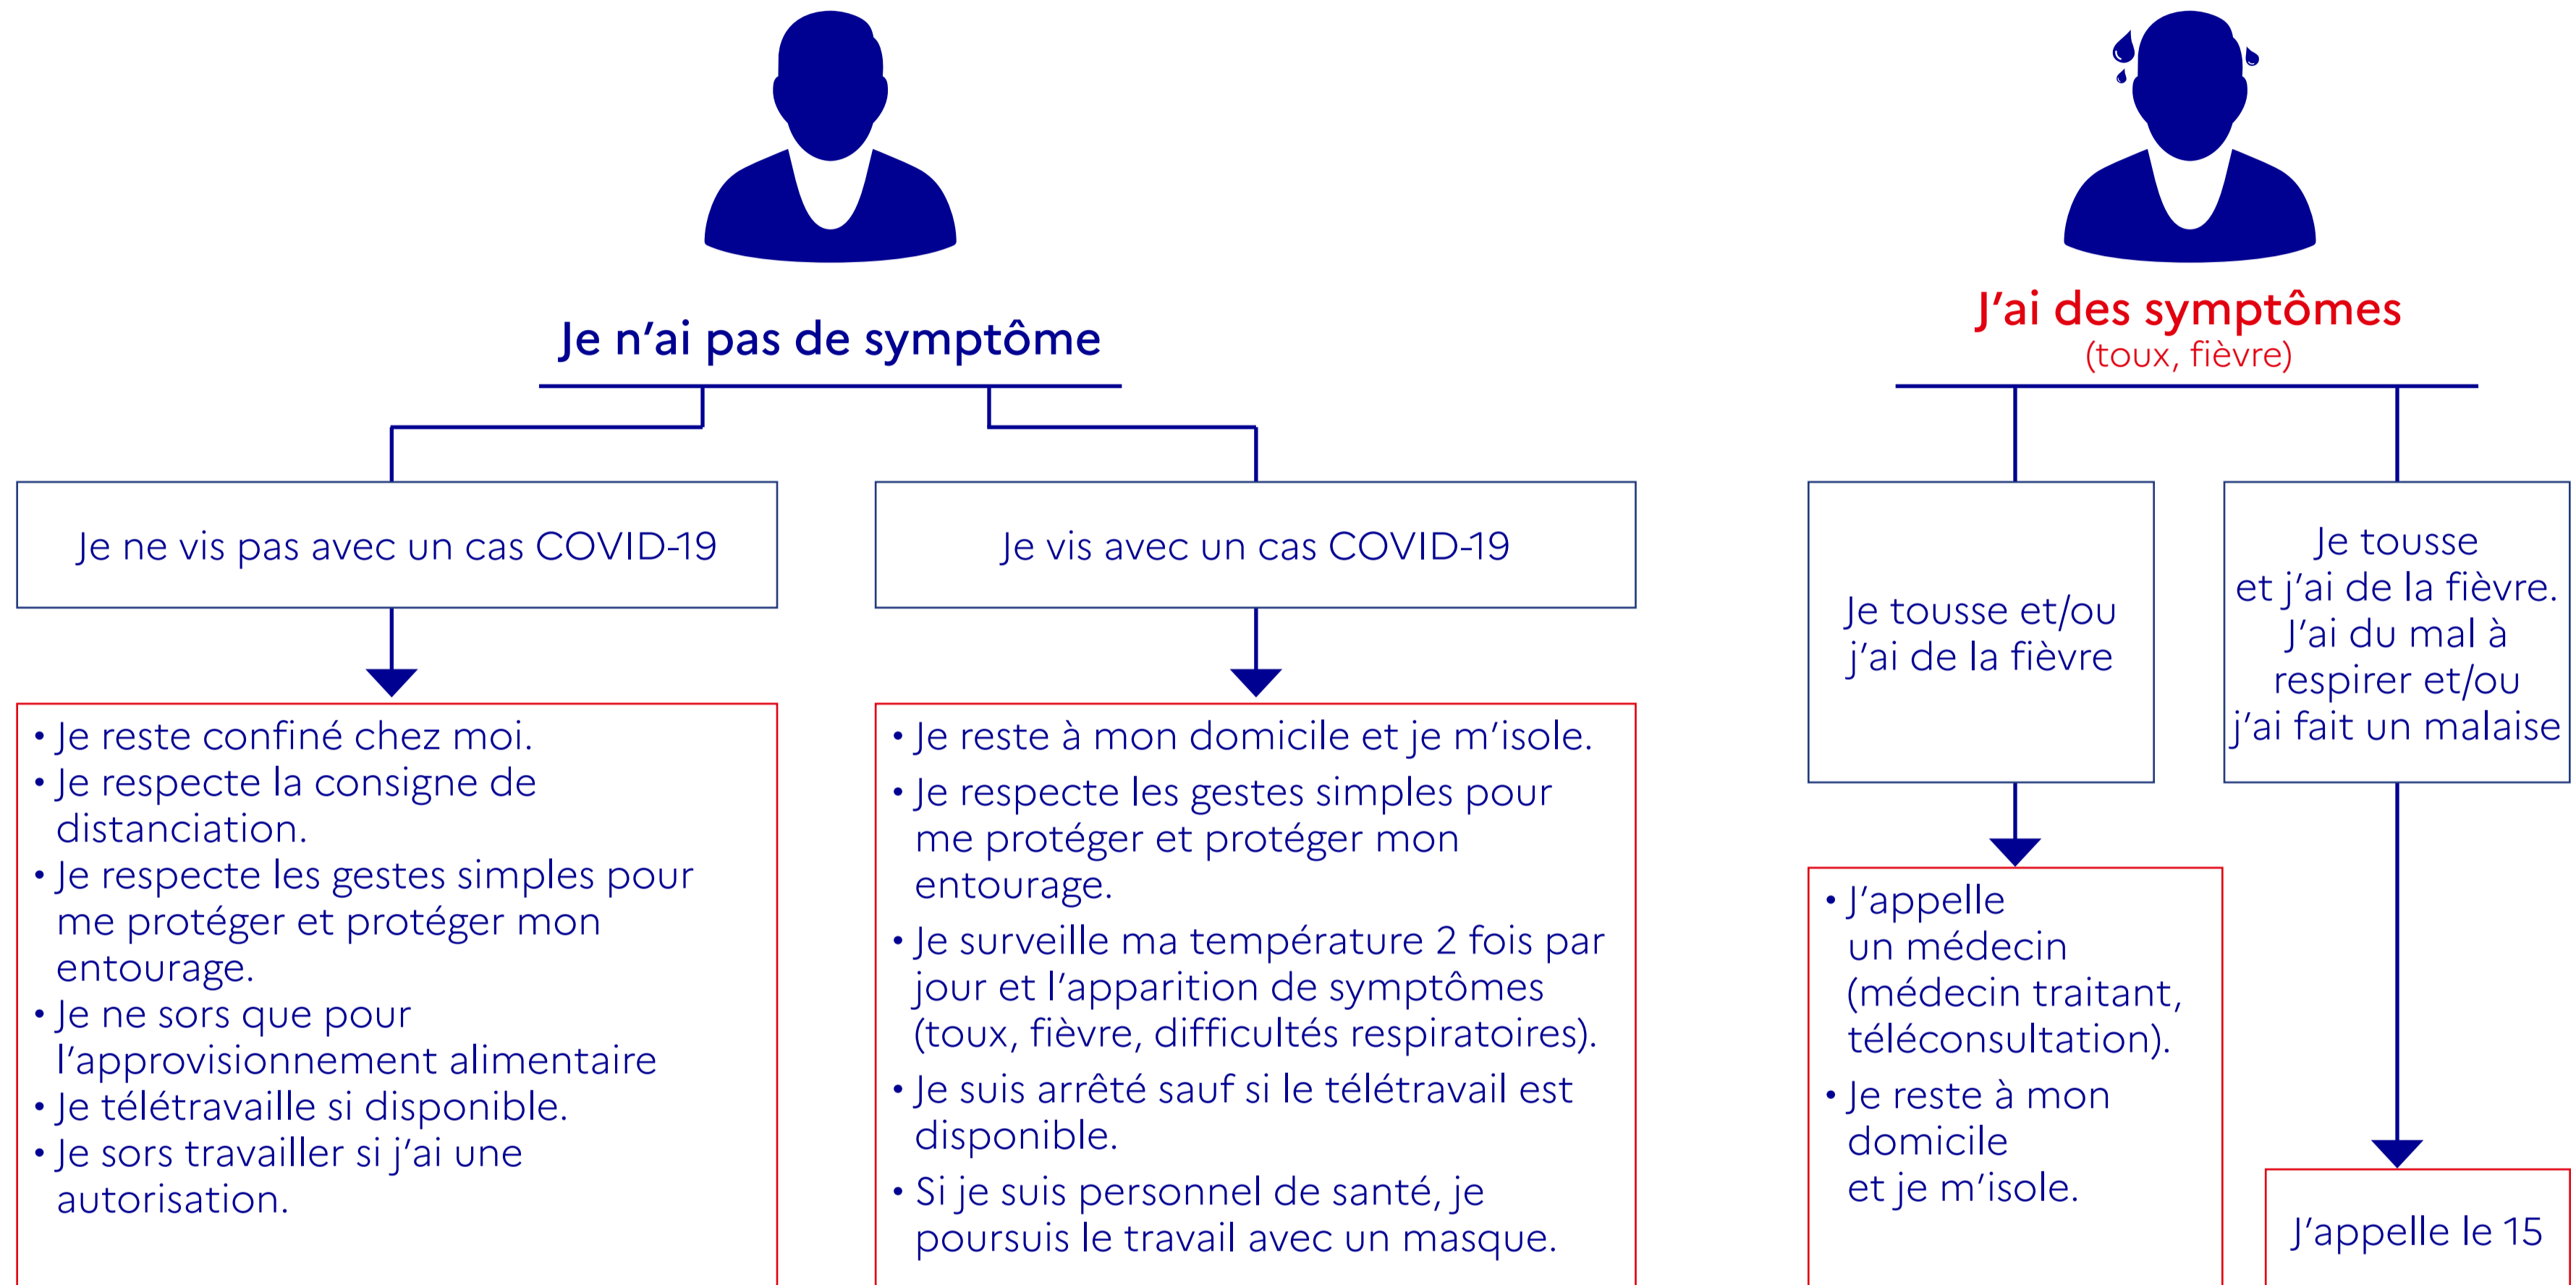 Je n’ai pas de symptôme
J’ai des symptômes
(toux, fièvre)
Je ne vis pas avec un cas COVID-19
Je vis avec un cas COVID-19
Je tousse et/ou
j’ai de la fièvre
Je tousse
et j’ai de la fièvre.
J’ai du mal à
respirer et/ou
j’ai fait un malaise
• Je reste confiné chez moi.
• Je respecte la consigne de
distanciation.
• Je respecte les gestes simples pour
me protéger et protéger mon
entourage.
• Je ne sors que pour
l’approvisionnement alimentaire
• Je télétravaille si disponible.
• Je sors travailler si j’ai une
autorisation.
• Je reste à mon domicile et je m’isole.
• Je respecte les gestes simples pour
me protéger et protéger mon
entourage.
• Je surveille ma température 2 fois par
jour et l’apparition de symptômes
(toux, fièvre, difficultés respiratoires).
• Je suis arrêté sauf si le télétravail est
disponible.
• Si je suis personnel de santé, je
poursuis le travail avec un masque.
• J’appelle
un médecin
(médecin traitant,
téléconsultation).
• Je reste à mon
domicile
et je m’isole.
J’appelle le 15